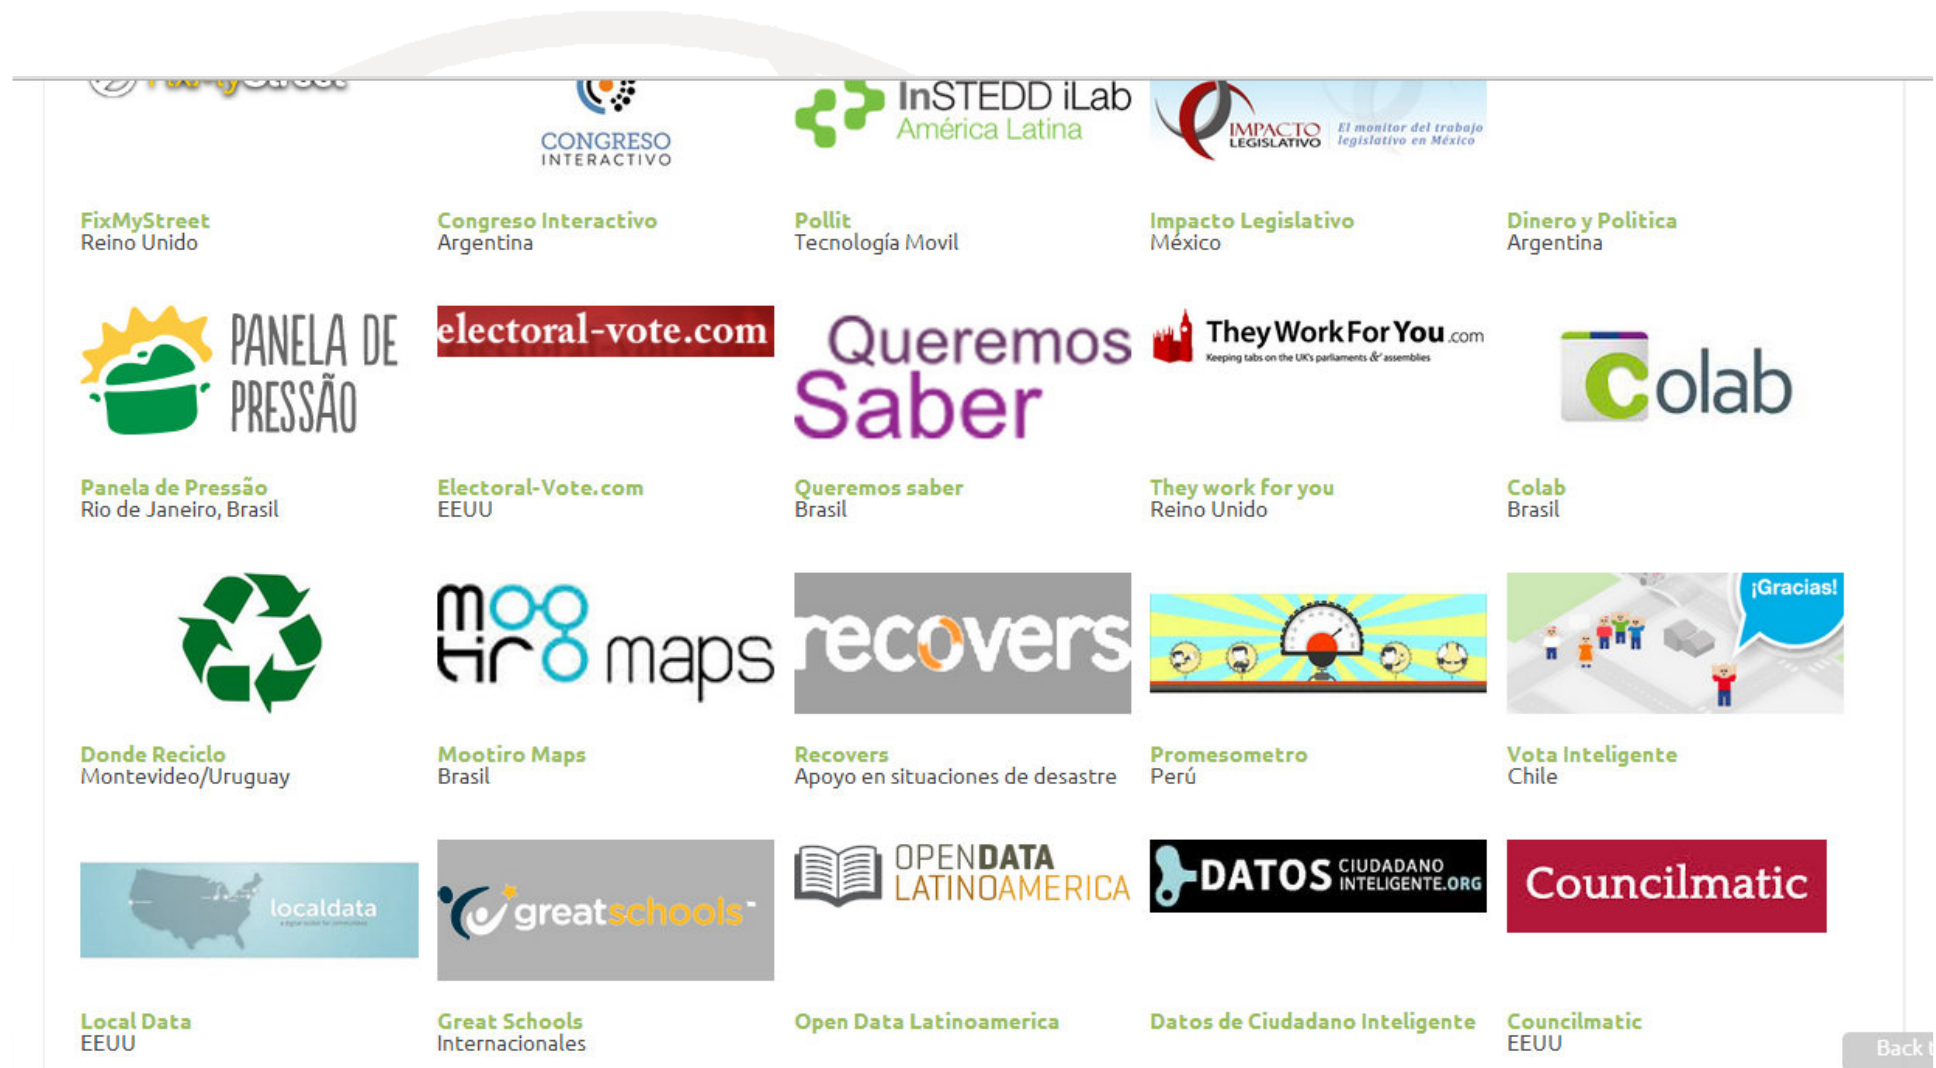 FixMyStreet
CONGRESO
INTERACTIVO
InSTEDD iLab
América Latina
IMPACTO
LEGISLATIVO
El monitor del trabajo
legislativo en México
FixMyStreet
Reino Unido
Congreso Interactivo
Argentina
Pollit
Tecnología Movil
Impacto Legislativo
México
Dinero y Politica
Argentina
PANELA DE
PRESSÃO
electoral-vote.com
Queremos
Saber
TheyWorkForYou.com
Keeping tabs on the UK's parliaments & assemblies
Colab
Panela de Pressão
Rio de Janeiro, Brasil
Electoral-Vote.com
EEUU
Queremos saber
Brasil
They work for you
Reino Unido
Colab
Brasil
mootiro maps
recovers
¡Gracias!
Donde Reciclo
Montevideo/Uruguay
Mootiro Maps
Brasil
Recovers
Apoyo en situaciones de desastre
Promesometro
Perú
Vota Inteligente
Chile
localdata
greatschools
OPENDATA
LATINOAMERICA
DATOS CIUDADANO
INTELIGENTE.ORG
Councilmatic
Local Data
EEUU
Great Schools
Internacionales
Open Data Latinoamerica
Datos de Ciudadano Inteligente
Councilmatic
EEUU
Back t